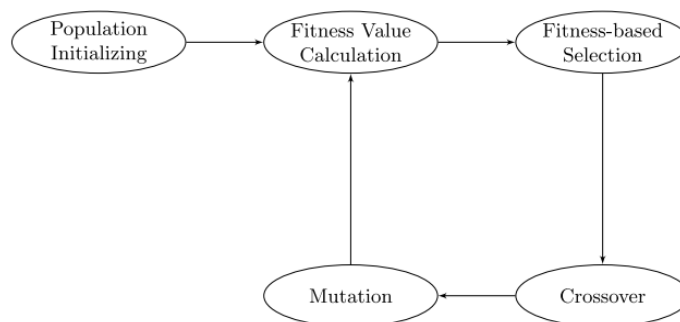 Population
Initializing
Fitness Value
Calculation
Fitness-based
Selection
Mutation
Crossover